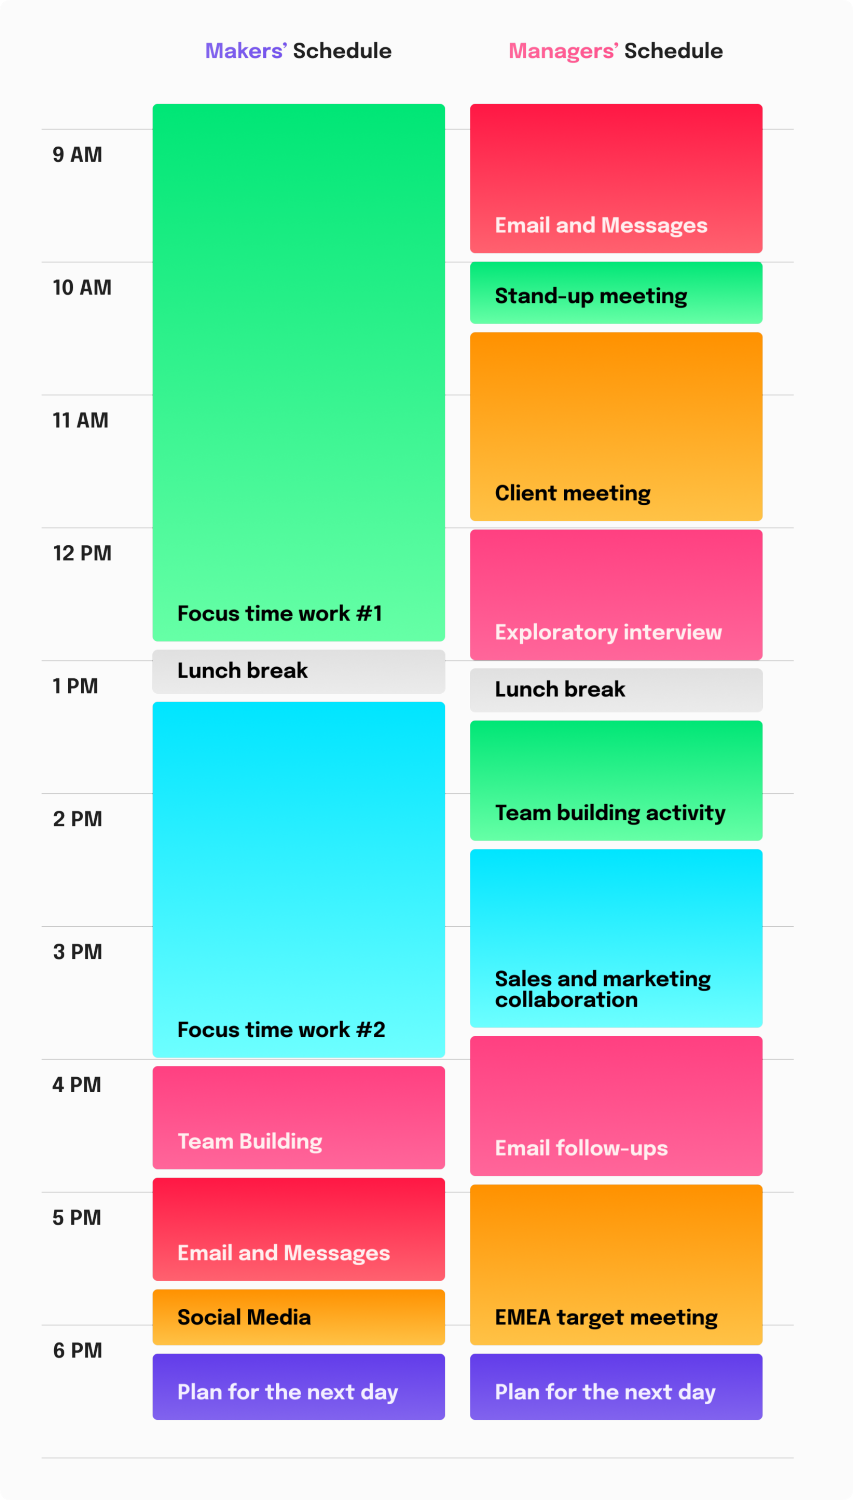 Makers’ Schedule
Managers’ Schedule
9 AM
Email and Messages
10 AM
Stand-up meeting
11 AM
Client meeting
12 PM
Focus time work #1
Exploratory interview
Lunch break
1 PM
Lunch break
Team building activity
2 PM
3 PM
Sales and marketing
collaboration
Focus time work #2
4 PM
Team Building
Email follow-ups
5 PM
Email and Messages
Social Media
EMEA target meeting
6 PM
Plan for the next day
Plan for the next day